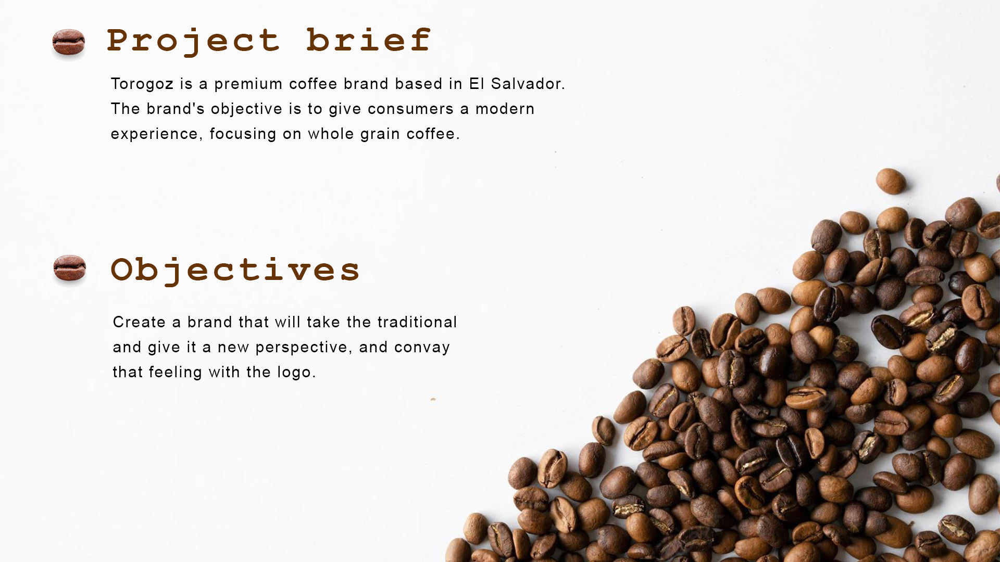 Project brief
Torogoz is a premium coffee brand based in El Salvador.
The brand's objective is to give consumers a modern
experience, focusing on whole grain coffee.
Objectives
Create a brand that will take the traditional
and give it a new perspective, and convay
that feeling with the logo.